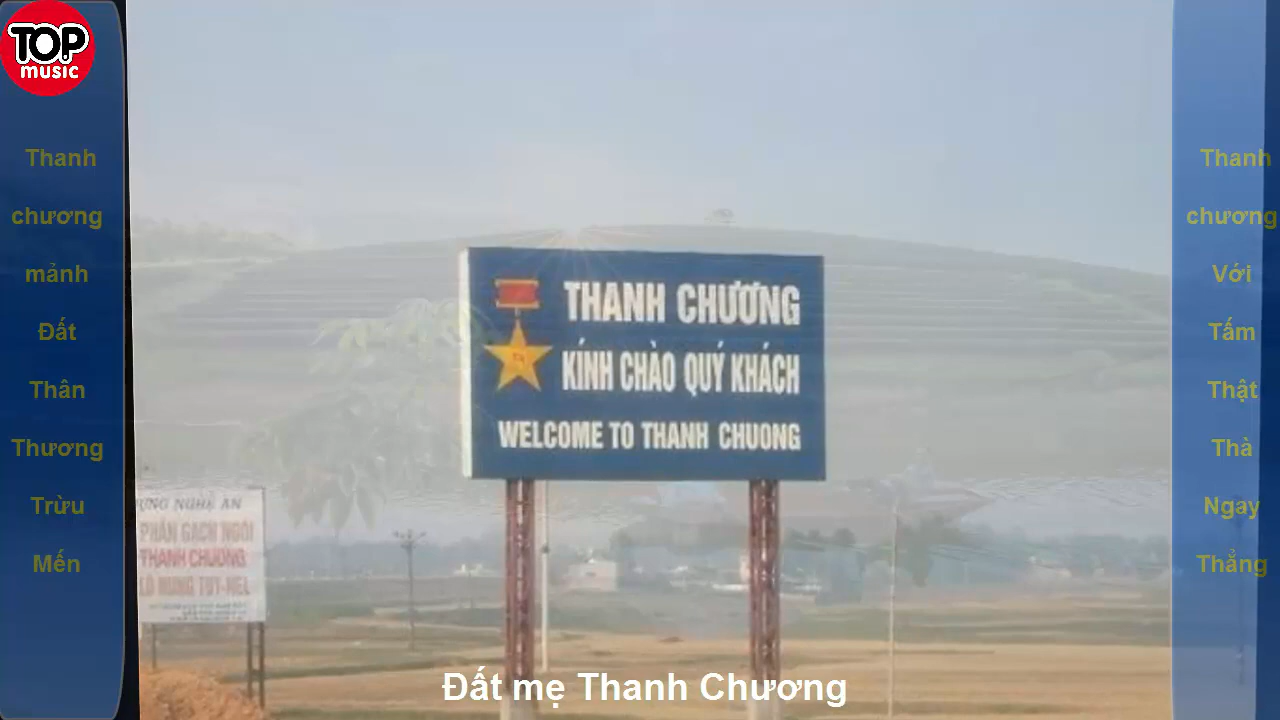 TOP
music
Thanh
chương
mảnh
Đất
Thân
Thương
Trừu
Mến
THANH CHƯƠNG
KÍNH CHÀO QUÝ KHÁCH
WELCOME TO THANH CHUONG
NGHỆ AN
PHẦN GẠCH NGÓI
THANH CHƯƠNG
Thanh
chương
Với
Tấm
Thật
Thà
Ngay
Thẳng
Đất mẹ Thanh Chương